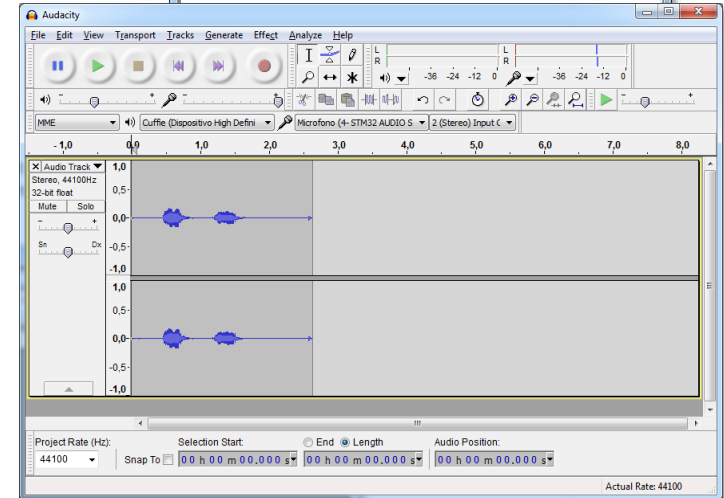 Audacity
File Edit View Transport Tracks Generate Effect Analyze Help
L
R
-36 -24 -12 0
L
R
-36 -24 -12 0
MME Cuffie (Dispositivo High Defini Microfono (4- STM32 AUDIO S 2 (Stereo) Input C
-1,0 0,0 1,0 2,0 3,0 4,0 5,0 6,0 7,0 8,0
Audio Track
Stereo, 44100Hz
32-bit float
Mute Solo
- +
Sn Dx
1,0
0,5
0,0
-0,5
-1,0
1,0
0,5
0,0
-0,5
-1,0
Project Rate (Hz): Selection Start: End Length Audio Position:
44100 Snap To 00 h 00 m 00.000 s 00 h 00 m 00.000 s 00 h 00 m 00.000 s
Actual Rate: 44100